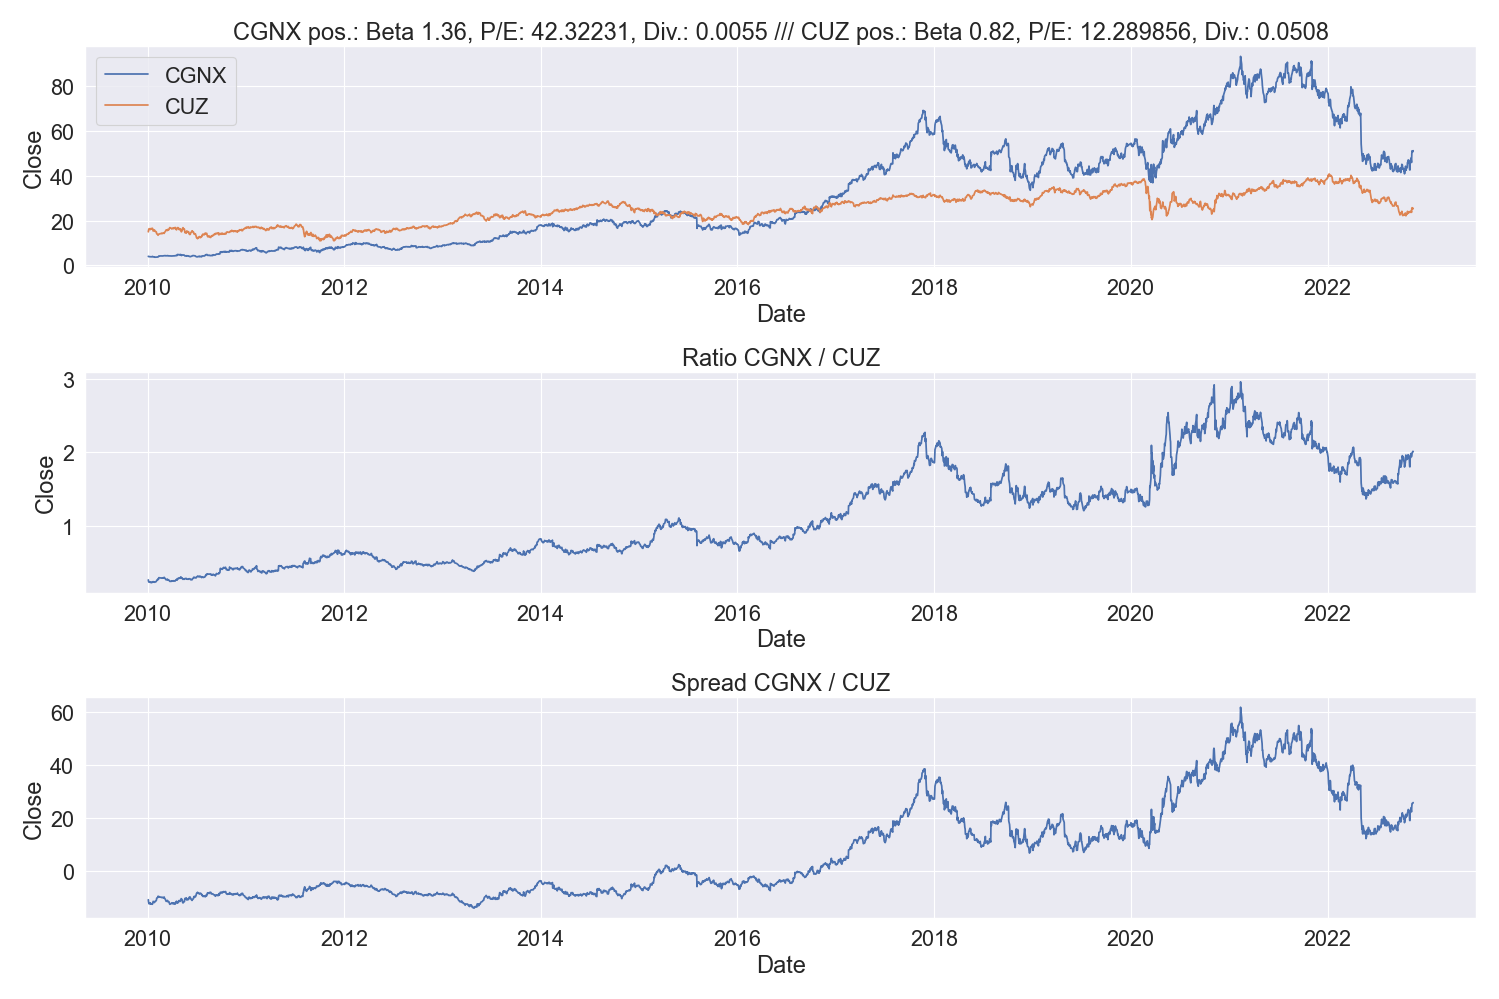 CGNX pos.: Beta 1.36, P/E: 42.32231, Div.: 0.0055 /// CUZ pos.: Beta 0.82, P/E: 12.289856, Div.: 0.0508
CGNX
CUZ
Close
80
60
40
20
0
2010 2012 2014 2016 2018 2020 2022
Date
Ratio CGNX / CUZ
Close
3
2
1
2010 2012 2014 2016 2018 2020 2022
Date
Spread CGNX / CUZ
Close
60
40
20
0
2010 2012 2014 2016 2018 2020 2022
Date